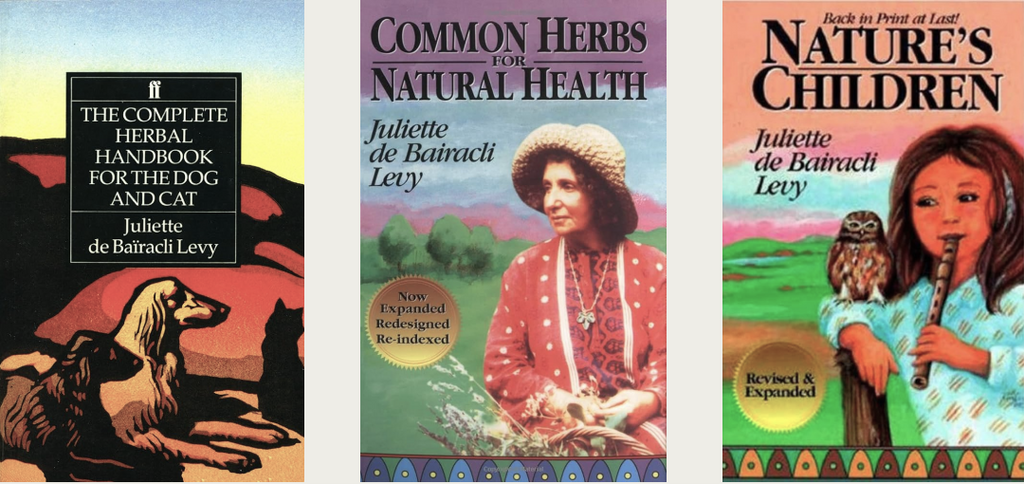 ff
THE COMPLETE
HERBAL
HANDBOOK
FOR THE DOG
AND CAT
Juliette
de Baïracli Levy
COMMON HERBS
FOR
NATURAL HEALTH
Juliette
de Bairacli
Levy
Now
Expanded
Redesigned
Re-indexed
Back in Print at Last!
NATURE'S
CHILDREN
Juliette
de Bairacli
Levy
Revised &
Expanded